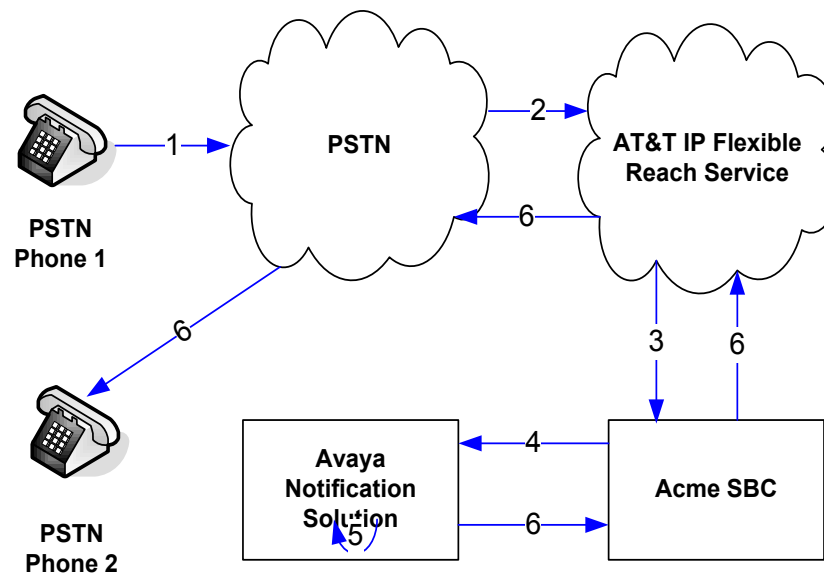 PSTN
Phone 1
1
PSTN
2
AT&T IP Flexible
Reach Service
6
6
3
6
PSTN
Phone 2
Avaya
Notification
Solution
5
4
6
Acme SBC